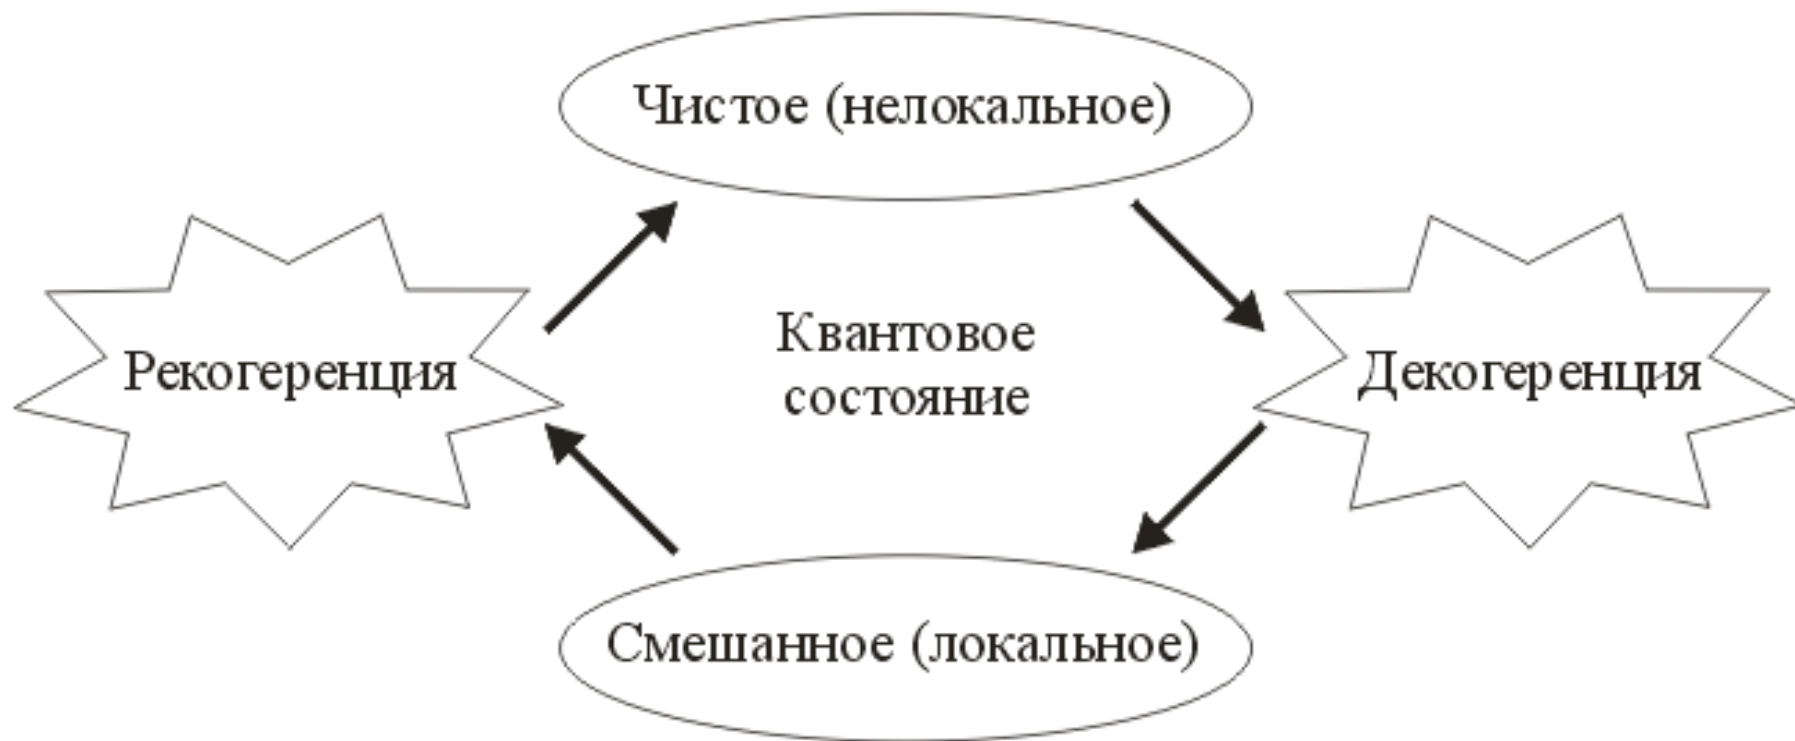 Чистое (нелокальное)
Рекогеренция
Квантовое
состояние
Декогеренция
Смешанное (локальное)